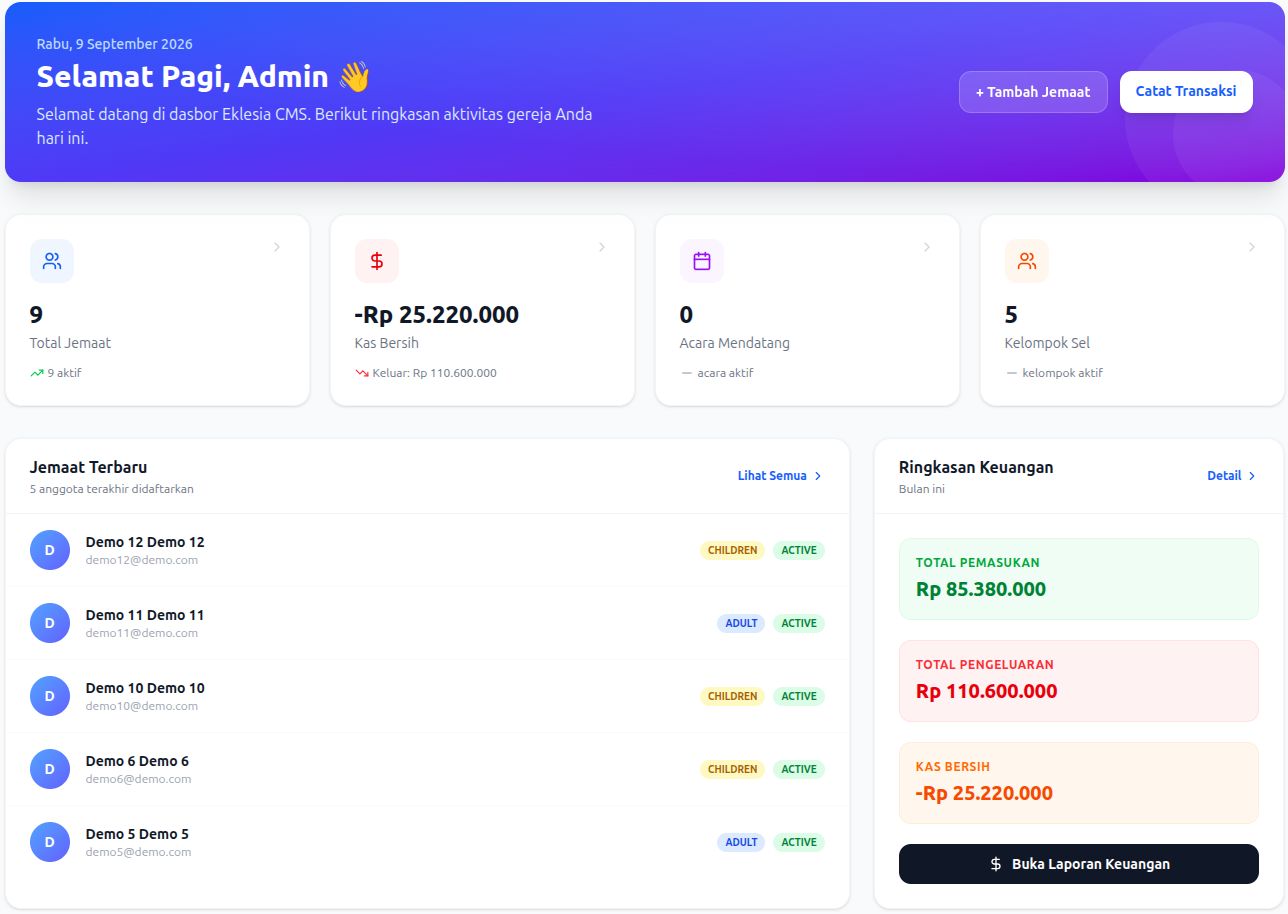 Rabu, 9 September 2026
Selamat Pagi, Admin 👋
Selamat datang di dasbor Eklesia CMS. Berikut ringkasan aktivitas gereja Anda
hari ini.
+ Tambah Jemaat
Catat Transaksi
9
Total Jemaat
9 aktif
-Rp 25.220.000
Kas Bersih
Keluar: Rp 110.600.000
0
Acara Mendatang
acara aktif
5
Kelompok Sel
kelompok aktif
Jemaat Terbaru
5 anggota terakhir didaftarkan
Lihat Semua
D
Demo 12 Demo 12
demo12@demo.com
CHILDREN
ACTIVE
D
Demo 11 Demo 11
demo11@demo.com
ADULT
ACTIVE
D
Demo 10 Demo 10
demo10@demo.com
CHILDREN
ACTIVE
D
Demo 6 Demo 6
demo6@demo.com
CHILDREN
ACTIVE
D
Demo 5 Demo 5
demo5@demo.com
ADULT
ACTIVE
Ringkasan Keuangan
Bulan ini
Detail
TOTAL PEMASUKAN
Rp 85.380.000
TOTAL PENGELUARAN
Rp 110.600.000
KAS BERSIH
-Rp 25.220.000
Buka Laporan Keuangan